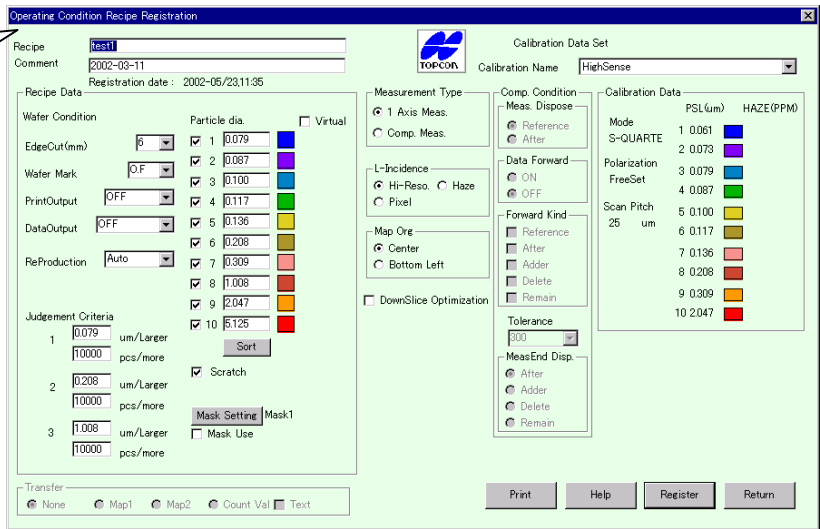 Operating Condition Recipe Registration
Recipe test1
Comment 2002-03-11
Registration date : 2002-05/23,11:35
TOPCON
Calibration Data Set
Calibration Name HighSense
Recipe Data
Wafer Condition
EdgeCut(mm) 6
Wafer Mark O.F
PrintOutput OFF
DataOutput OFF
ReProduction Auto
Particle dia. Virtual
1 0.079
2 0.087
3 0.100
4 0.117
5 0.136
6 0.208
7 0.309
8 1.008
9 2.047
10 5.125
Sort
Scratch
Mask Setting Mask1
Mask Use
Judgement Criteria
1 0.079 um/Larger
10000 pcs/more
2 0.208 um/Larger
10000 pcs/more
3 1.008 um/Larger
10000 pcs/more
Measurement Type
1 Axis Meas.
Comp. Meas.
L-Incidence
Hi-Reso. Haze
Pixel
Map Org
Center
Bottom Left
DownSlice Optimization
Comp. Condition
Meas. Dispose
Reference
After
Data Forward
ON
OFF
Forward Kind
Reference
After
Adder
Delete
Remain
Tolerance
300
MeasEnd Disp.
After
Adder
Delete
Remain
Calibration Data
PSL(um) HAZE(PPM)
Mode
S-QUARTE
Polarization
FreeSet
Scan Pitch
25 um
1 0.061
2 0.073
3 0.079
4 0.087
5 0.100
6 0.117
7 0.136
8 0.208
9 0.309
10 2.047
Transfer
None Map1 Map2 Count Val Text
Print Help Register Return